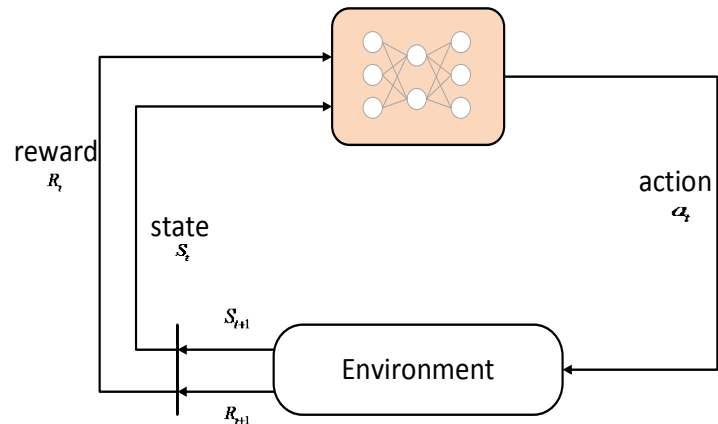 reward
R_t
action
a_t
state
S_t
S_{t+1}
Environment
R_{t+1}